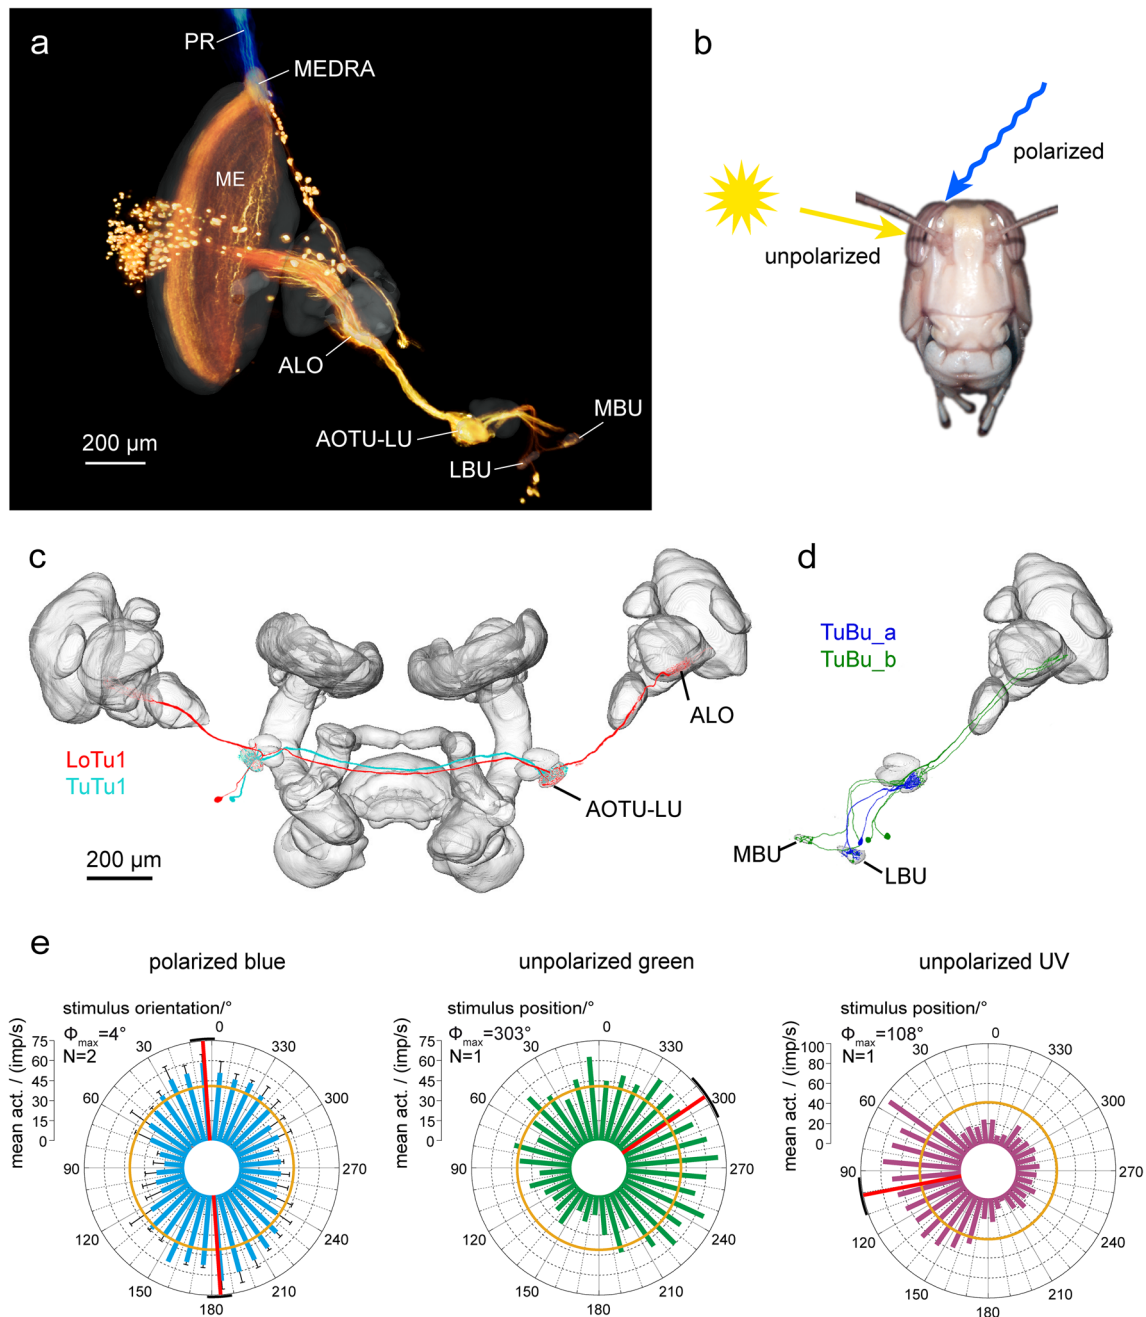 a
PR
MEDRA
ME
ALO
AOTU-LU
MBU
LBU
200 µm
b
polarized
unpolarized
c
LoTu1
TuTu1
ALO
AOTU-LU
200 µm
d
TuBu_a
TuBu_b
MBU
LBU
e
polarized blue
stimulus orientation/°
Φmax=4°
N=2
mean act. / (imp/s)
75
60
45
30
15
0
0
330
300
270
240
210
180
150
120
90
30
unpolarized green
stimulus position/°
Φmax=303°
N=1
mean act. / (imp/s)
75
60
45
30
15
0
0
330
300
270
240
210
180
150
120
90
30
unpolarized UV
stimulus position/°
Φmax=108°
N=1
mean act. / (imp/s)
100
80
60
40
20
0
0
330
300
270
240
210
180
150
120
90
30